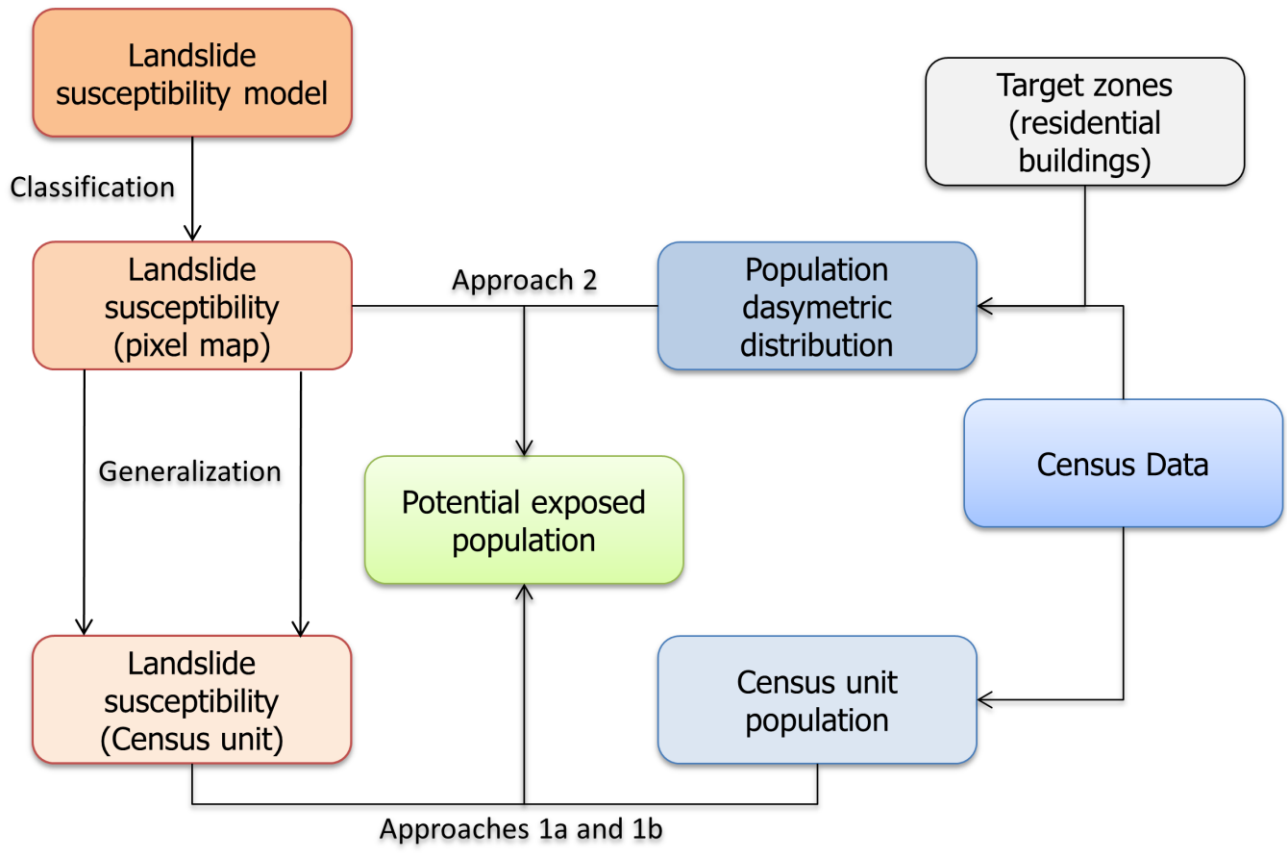 Landslide
susceptibility model
Target zones
(residential
buildings)
Classification
Landslide
susceptibility
(pixel map)
Approach 2
Population
dasymetric
distribution
Generalization
Potential exposed
population
Census Data
Landslide
susceptibility
(Census unit)
Census unit
population
Approaches 1a and 1b